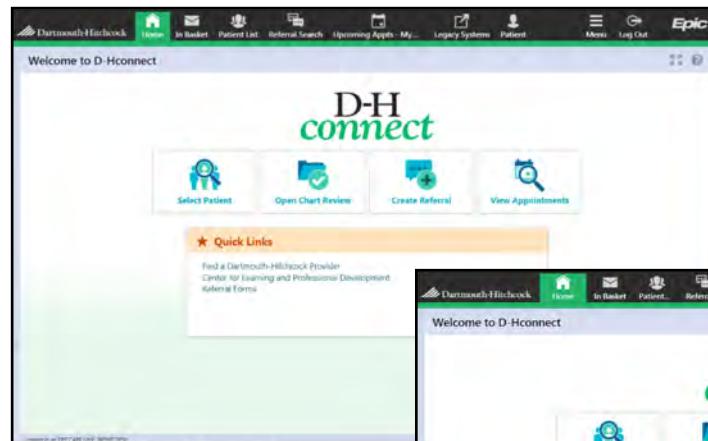 Dartmouth-Hitchcock Home In Basket Patient List Referral Search Upcoming Appts - My... Legacy Systems Patient Menu Log Out Epic
Welcome to D-Hconnect
D-H
connect
Select Patient Open Chart Review Create Referral View Appointments
Quick Links
Find a Dartmouth-Hitchcock Provider
Center for Learning and Professional Development
Referral Forms
Dartmouth-Hitchcock Home In Basket Patient...
Welcome to D-Hconnect